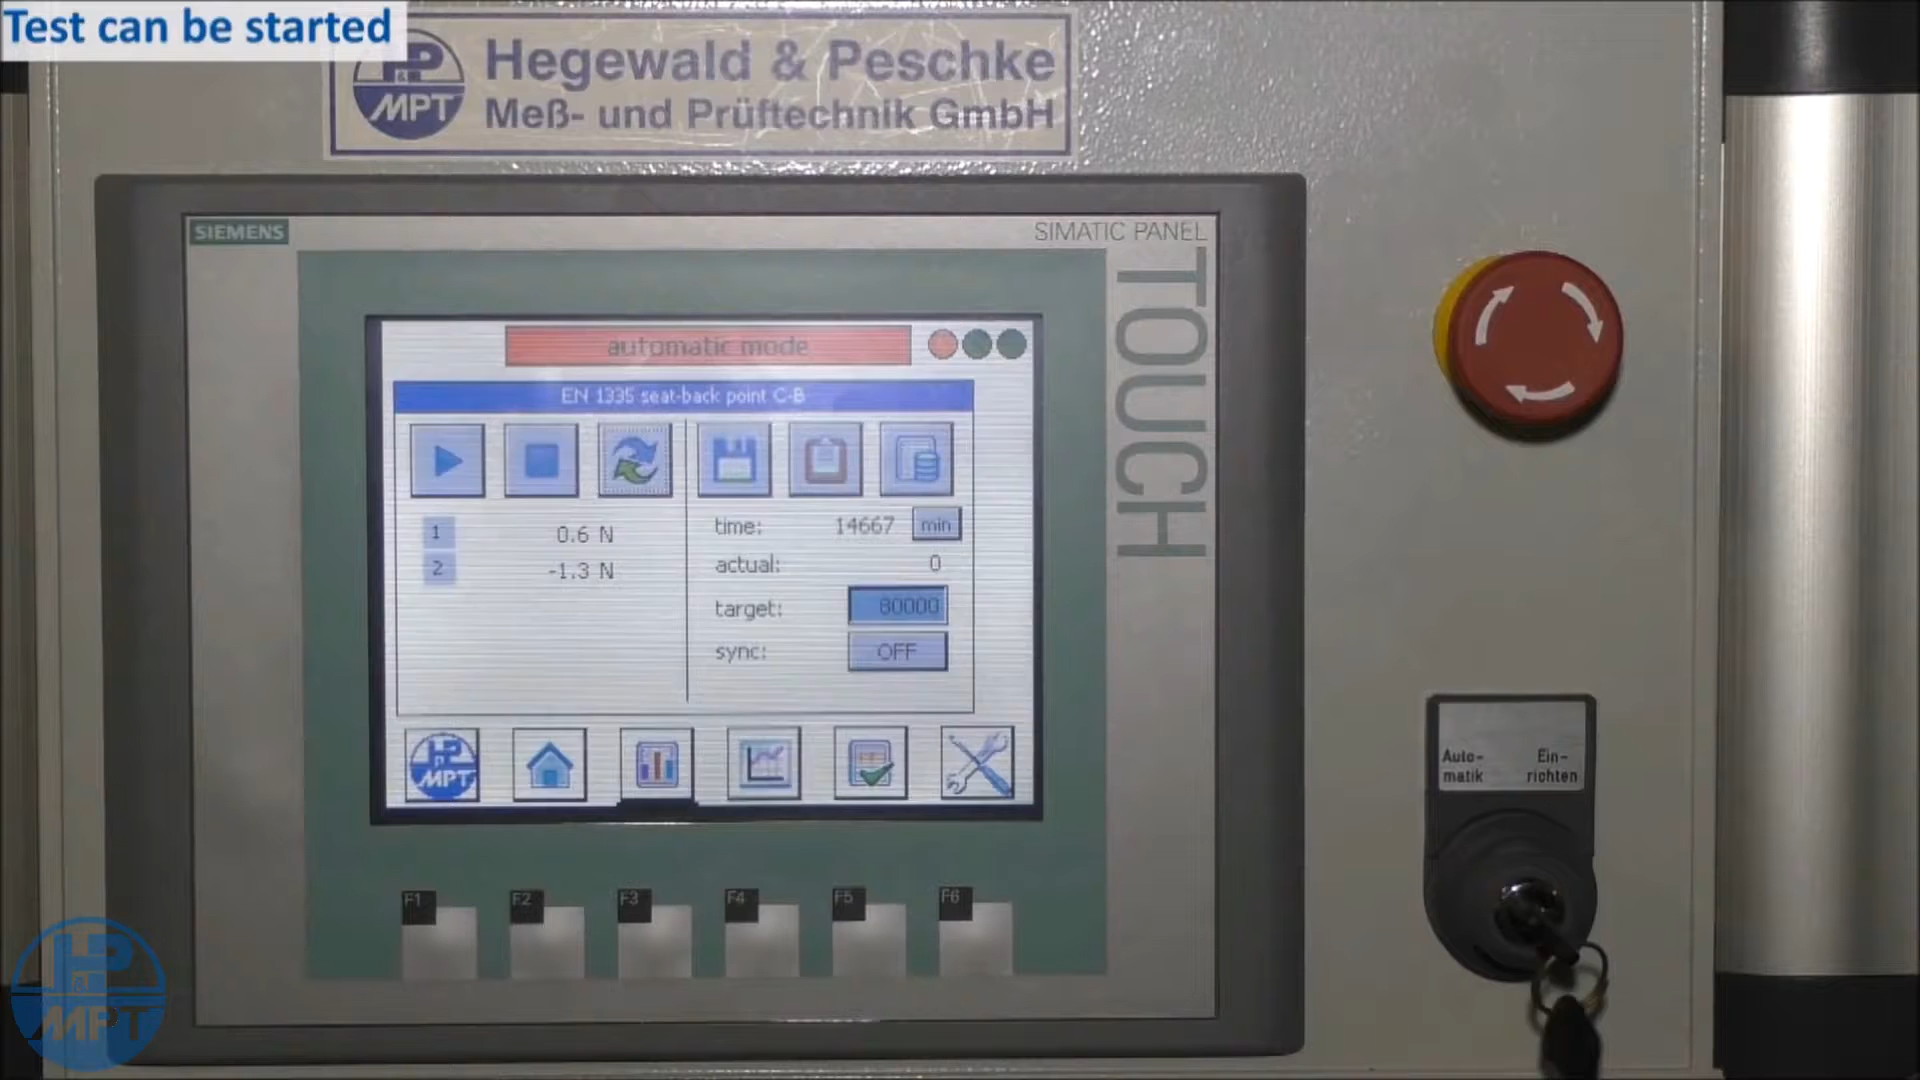 Test can be started
H&P
MPT
Hegewald & Peschke
Meß- und Prüftechnik GmbH
SIEMENS
SIMATIC PANEL
TOUCH
automatic mode
EN 1335 seat-back point C-B
1 0.6 N
2 -1.3 N
time: 14667 min
actual: 0
target: 80000
sync: OFF
MPT
F1 F2 F3 F4 F5 F6
Auto-
matik
Ein-
richten
H&P
MPT